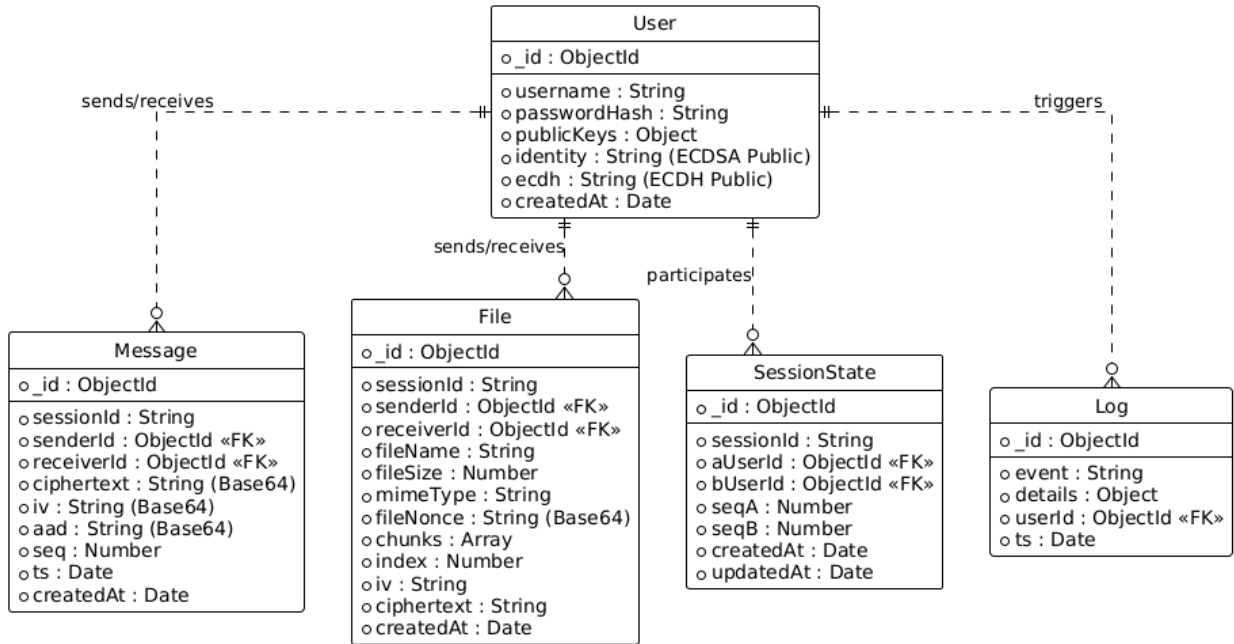 User
_id : ObjectId
username : String
passwordHash : String
publicKeys : Object
identity : String (ECDSA Public)
ecdh : String (ECDH Public)
createdAt : Date
sends/receives
triggers
sends/receives
participates
Message
_id : ObjectId
sessionId : String
senderId : ObjectId «FK»
receiverId : ObjectId «FK»
ciphertext : String (Base64)
iv : String (Base64)
aad : String (Base64)
seq : Number
ts : Date
createdAt : Date
File
_id : ObjectId
sessionId : String
senderId : ObjectId «FK»
receiverId : ObjectId «FK»
fileName : String
fileSize : Number
mimeType : String
fileNonce : String (Base64)
chunks : Array
index : Number
iv : String
ciphertext : String
createdAt : Date
SessionState
_id : ObjectId
sessionId : String
aUserId : ObjectId «FK»
bUserId : ObjectId «FK»
seqA : Number
seqB : Number
createdAt : Date
updatedAt : Date
Log
_id : ObjectId
event : String
details : Object
userId : ObjectId «FK»
ts : Date